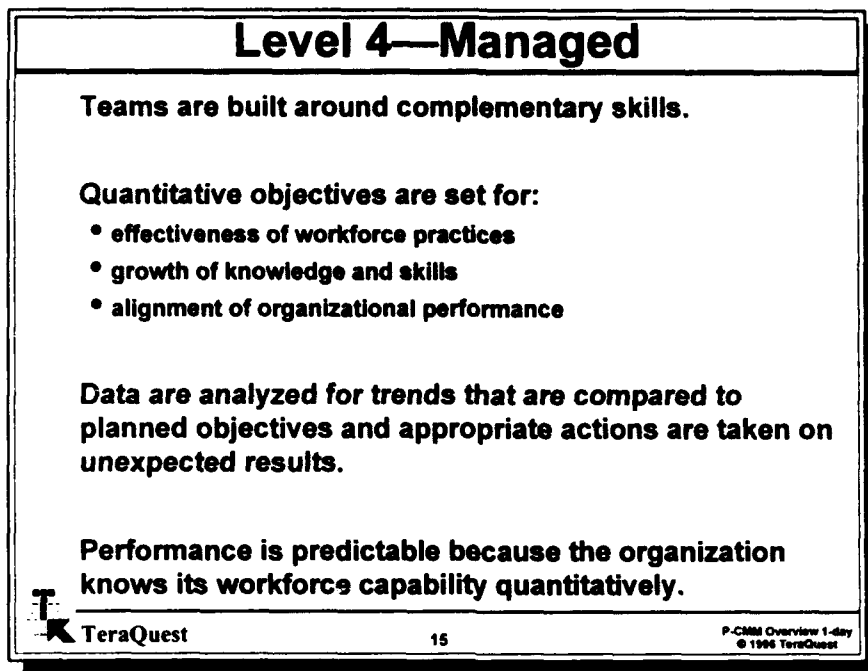 Level 4—Managed
Teams are built around complementary skills.
Quantitative objectives are set for:
• effectiveness of workforce practices
• growth of knowledge and skills
• alignment of organizational performance
Data are analyzed for trends that are compared to
planned objectives and appropriate actions are taken on
unexpected results.
Performance is predictable because the organization
knows its workforce capability quantitatively.
TeraQuest
15
P-CMM Overview 1-day
© 1996 TeraQuest